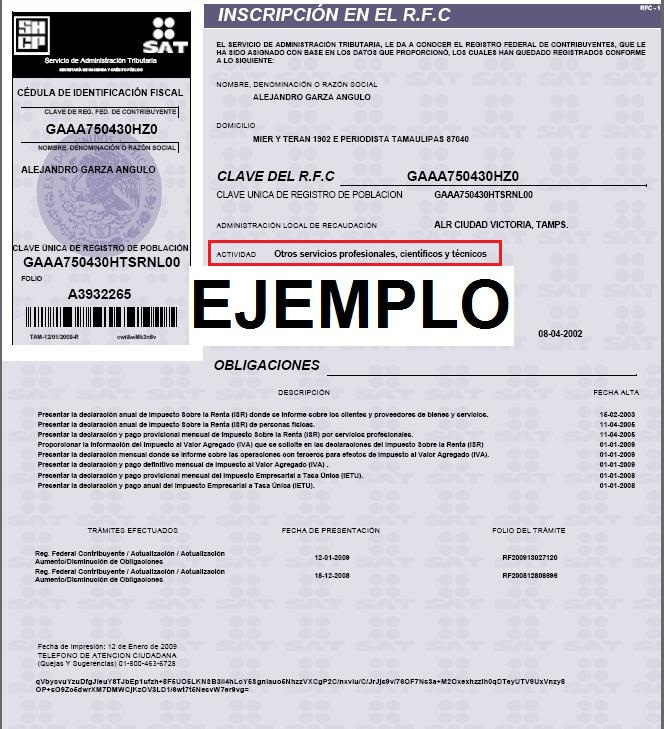 INSCRIPCIÓN EN EL R.F.C
RFC - 1
SHCP
SAT
Servicio de Administración Tributaria
SECRETARÍA DE HACIENDA Y CRÉDITO PÚBLICO
CÉDULA DE IDENTIFICACIÓN FISCAL
CLAVE DE REG. FED. DE CONTRIBUYENTE
GAAA750430HZ0
NOMBRE, DENOMINACIÓN O RAZÓN SOCIAL
ALEJANDRO GARZA ANGULO
CLAVE ÚNICA DE REGISTRO DE POBLACIÓN
GAAA750430HTSRNL00
FOLIO
A3932265
TAM-12/01/2009-R
EL SERVICIO DE ADMINISTRACIÓN TRIBUTARIA, LE DA A CONOCER EL REGISTRO FEDERAL DE CONTRIBUYENTES, QUE LE
HA SIDO ASIGNADO CON BASE EN LOS DATOS QUE PROPORCIONÓ, LOS CUALES HAN QUEDADO REGISTRADOS CONFORME
A LO SIGUIENTE:
NOMBRE, DENOMINACIÓN O RAZÓN SOCIAL
ALEJANDRO GARZA ANGULO
DOMICILIO
MIER Y TERAN 1902 E PERIODISTA TAMAULIPAS 87040
CLAVE DEL R.F.C GAAA750430HZ0
CLAVE UNICA DE REGISTRO DE POBLACION GAAA750430HTSRNL00
ADMINISTRACIÓN LOCAL DE RECAUDACIÓN ALR CIUDAD VICTORIA, TAMPS.
ACTIVIDAD Otros servicios profesionales, científicos y técnicos
EJEMPLO
08-04-2002
OBLIGACIONES
DESCRIPCIÓN FECHA ALTA
Presentar la declaración anual de Impuesto Sobre la Renta (ISR) donde se informe sobre los clientes y proveedores de bienes y servicios. 15-02-2003
Presentar la declaración anual de Impuesto Sobre la Renta (ISR) de personas físicas. 11-04-2005
Presentar la declaración y pago provisional mensual de Impuesto Sobre la Renta (ISR) por servicios profesionales. 11-04-2005
Proporcionar la información del Impuesto al Valor Agregado (IVA) que se solicite en las declaraciones del Impuesto Sobre la Renta (ISR) 01-01-2009
Presentar la declaración mensual donde se informe sobre las operaciones con terceros para efectos de Impuesto al Valor Agregado (IVA). 01-01-2009
Presentar la declaración y pago definitivo mensual de Impuesto al Valor Agregado (IVA) . 01-01-2009
Presentar la declaración y pago provisional mensual del Impuesto Empresarial a Tasa Única (IETU). 01-01-2008
Presentar la declaración y pago anual del Impuesto Empresarial a Tasa Única (IETU). 01-01-2008
TRÁMITES EFECTUADOS FECHA DE PRESENTACIÓN FOLIO DEL TRÁMITE
Reg. Federal Contribuyente / Actualización / Actualización
Aumento/Disminución de Obligaciones 12-01-2009 RF200913027120
Reg. Federal Contribuyente / Actualización / Actualización
Aumento/Disminución de Obligaciones 18-12-2008 RF200812808696
Fecha de Impresión: 12 de Enero de 2009
TELEFONO DE ATENCION CIUDADANA
(Quejas Y Sugerencias) 01-800-463-6728